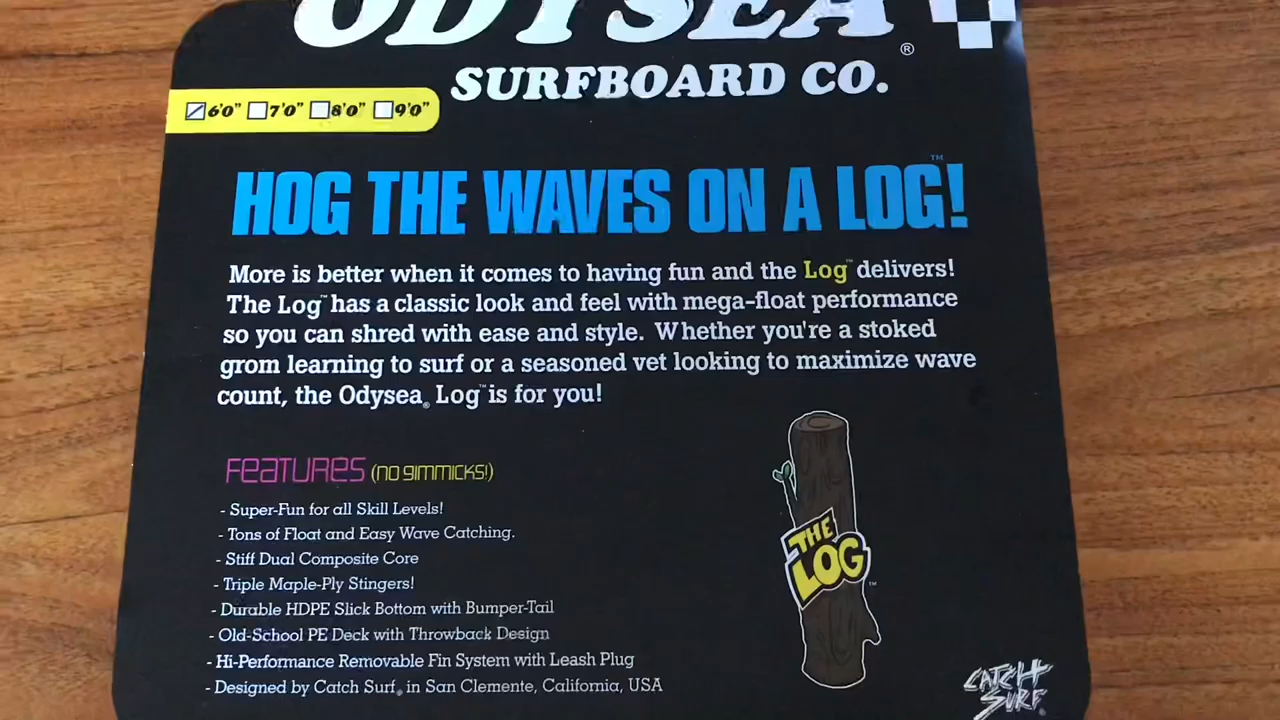 ODYSEA®
SURFBOARD CO.
6'0" 7'0" 8'0" 9'0"
HOG THE WAVES ON A LOG!™
More is better when it comes to having fun and the Log™ delivers!
The Log™ has a classic look and feel with mega-float performance
so you can shred with ease and style. Whether you're a stoked
grom learning to surf or a seasoned vet looking to maximize wave
count, the Odysea® Log™ is for you!
FEATURES (NO GIMMICKS!)
- Super-Fun for all Skill Levels!
- Tons of Float and Easy Wave Catching.
- Stiff Dual Composite Core
- Triple Maple-Ply Stingers!
- Durable HDPE Slick Bottom with Bumper-Tail
- Old-School PE Deck with Throwback Design
- Hi-Performance Removable Fin System with Leash Plug
- Designed by Catch Surf® in San Clemente, California, USA
THE
LOG™
CATCH
SURF®